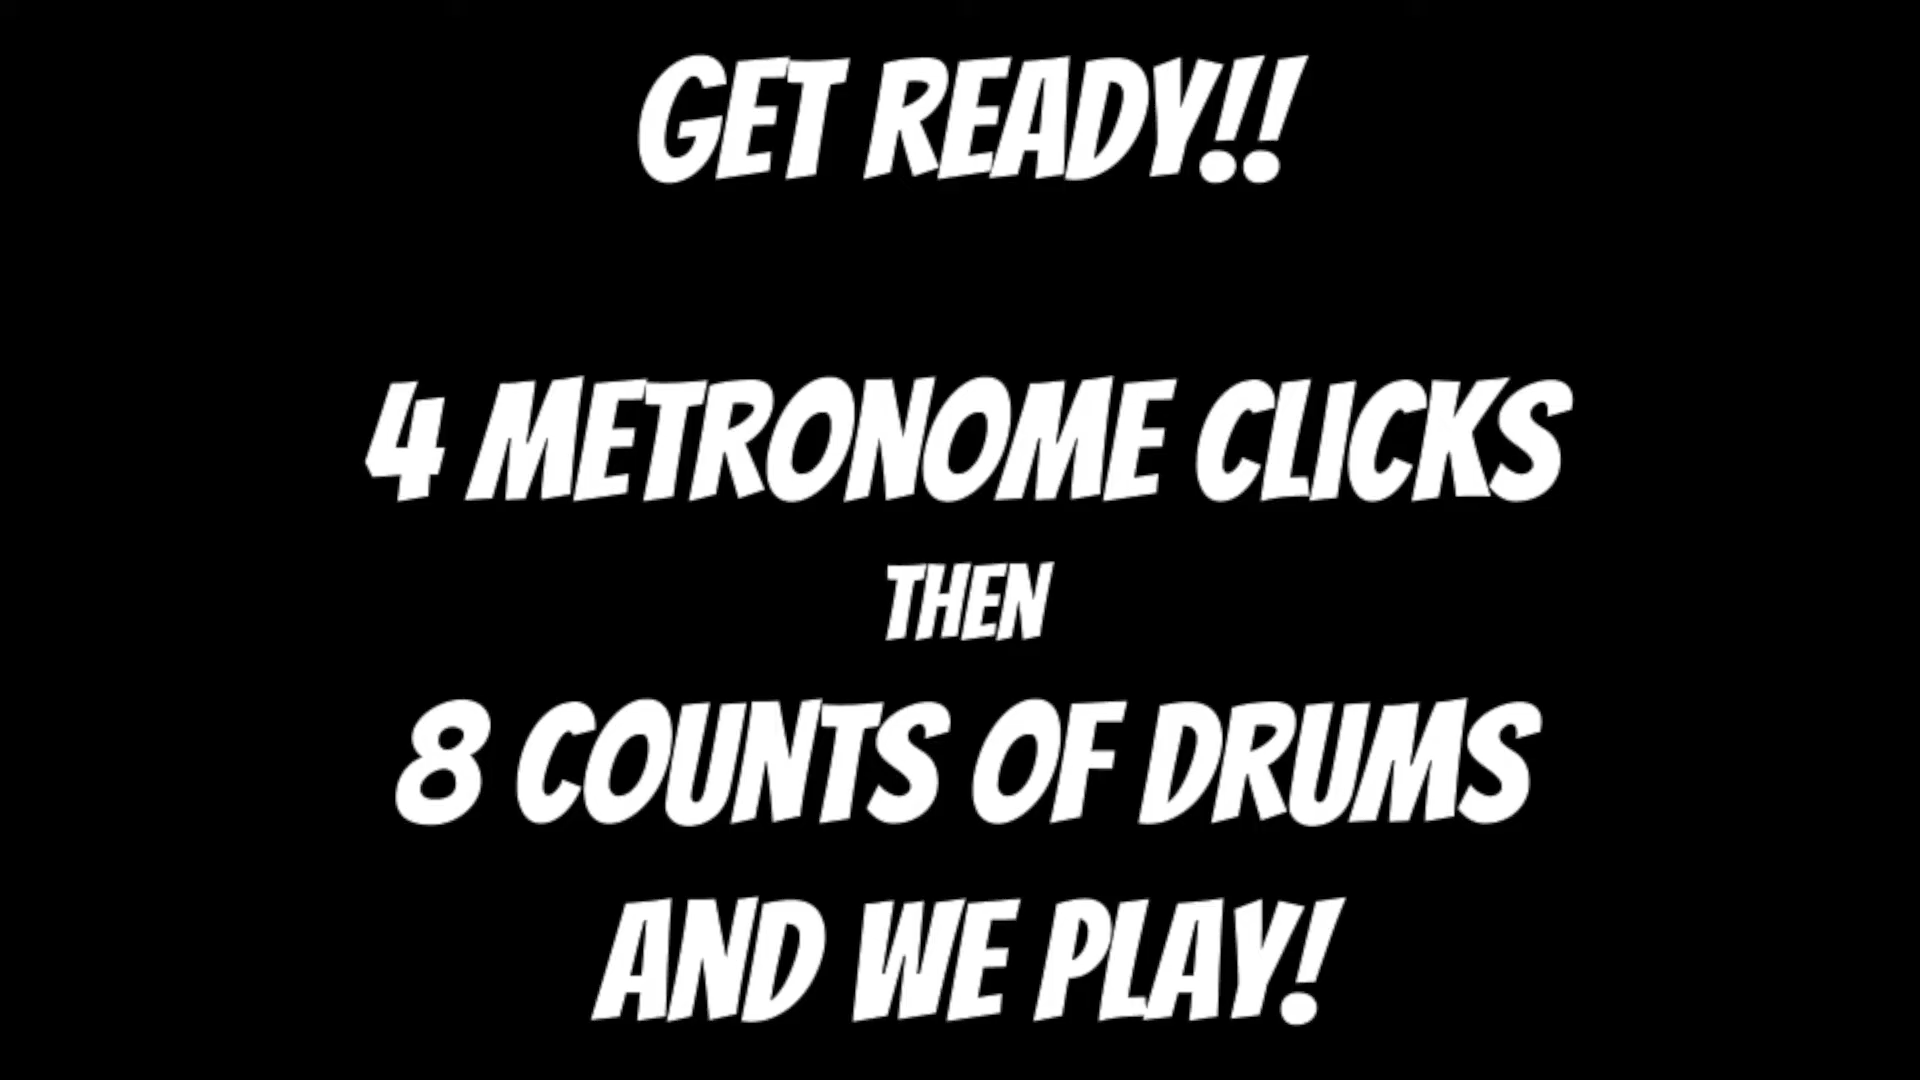 GET READY!!
4 METRONOME CLICKS
THEN
8 COUNTS OF DRUMS
AND WE PLAY!